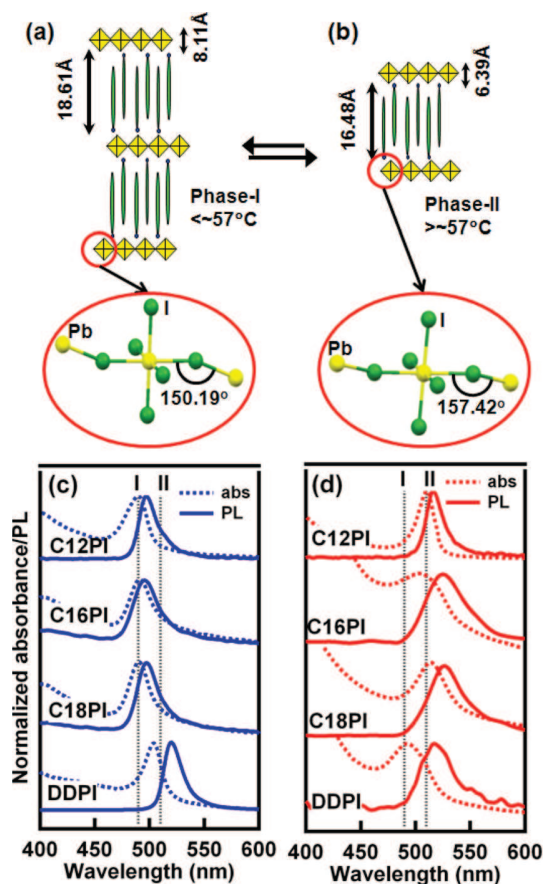 (a)
8.11Å
18.61Å
Phase-I
<~57°C
Pb
I
150.19°
(b)
6.39Å
16.48Å
Phase-II
>~57°C
Pb
I
157.42°
Normalized absorbance/PL
(c)
I II
abs
PL
C12PI
C16PI
C18PI
DDPI
400 450 500 550 600
Wavelength (nm)
(d)
I II
abs
PL
C12PI
C16PI
C18PI
DDPI
400 450 500 550 600
Wavelength (nm)